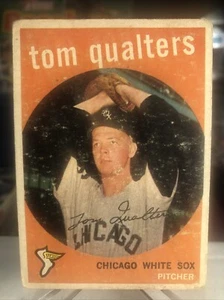 tom qualters
Tom Qualters
CHICAGO
CHICAGO WHITE SOX
PITCHER